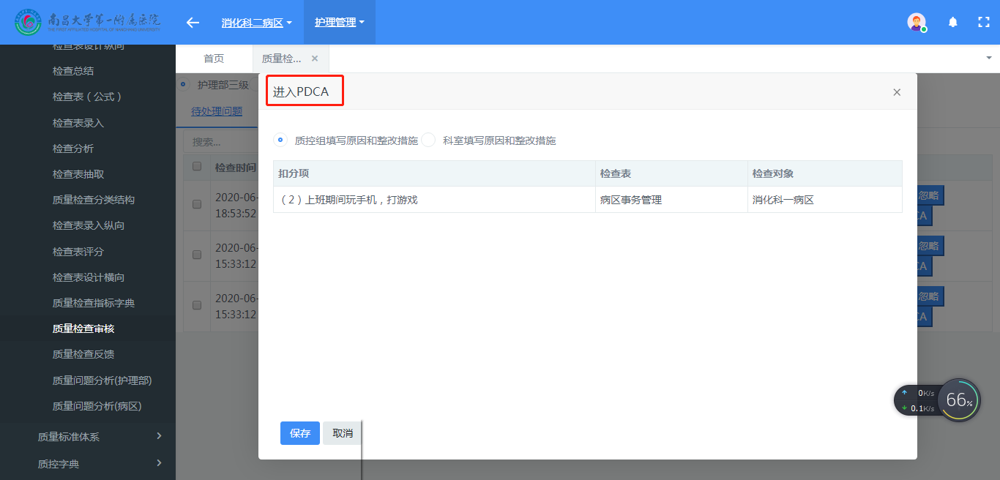 南昌大学第一附属医院
THE FIRST AFFILIATED HOSPITAL OF NANCHANG UNIVERSITY
消化科二病区
护理管理
检查表设计纵向
检查总结
检查表（公式）
检查表录入
检查分析
检查表抽取
质量检查分类结构
检查表录入纵向
检查表评分
检查表设计横向
质量检查指标字典
质量检查审核
质量检查反馈
质量问题分析(护理部)
质量问题分析(病区)
质量标准体系
质控字典
首页
质量检...
护理部三级
待处理问题
搜索...
检查时间
2020-06-
18:53:52
忽略
CA
2020-06-
15:33:12
忽略
CA
2020-06-
15:33:12
忽略
CA
进入PDCA
质控组填写原因和整改措施 科室填写原因和整改措施
扣分项 检查表 检查对象
（2）上班期间玩手机，打游戏 病区事务管理 消化科一病区
保存 取消
0K/s
0.1K/s
66%